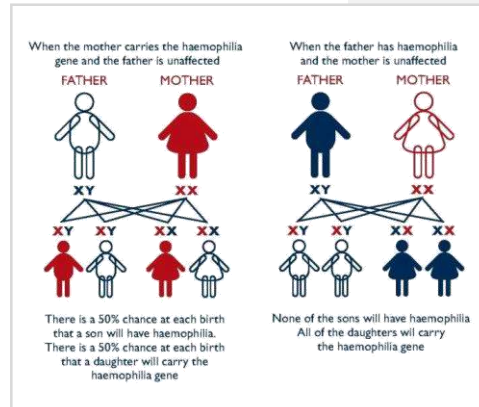 When the mother carries the haemophilia
gene and the father is unaffected
FATHER MOTHER
XY XX
XY XY XX XX
There is a 50% chance at each birth
that a son will have haemophilia.
There is a 50% chance at each birth
that a daughter will carry the
haemophilia gene
When the father has haemophilia
and the mother is unaffected
FATHER MOTHER
XY XX
XY XY XX XX
None of the sons will have haemophilia
All of the daughters will carry
the haemophilia gene